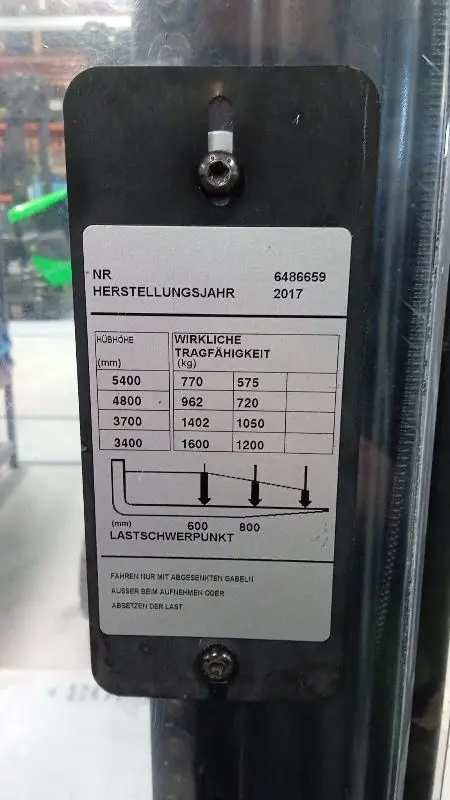 NR 6486659
HERSTELLUNGSJAHR 2017
HÜBHÖHE
(mm)
WIRKLICHE
TRAGFÄHIGKEIT
(kg)
5400 770 575
4800 962 720
3700 1402 1050
3400 1600 1200
(mm) 600 800
LASTSCHWERPUNKT
FAHREN NUR MIT ABGESENKTEN GABELN
AUSSER BEIM AUFNEHMEN ODER
ABSETZEN DER LAST